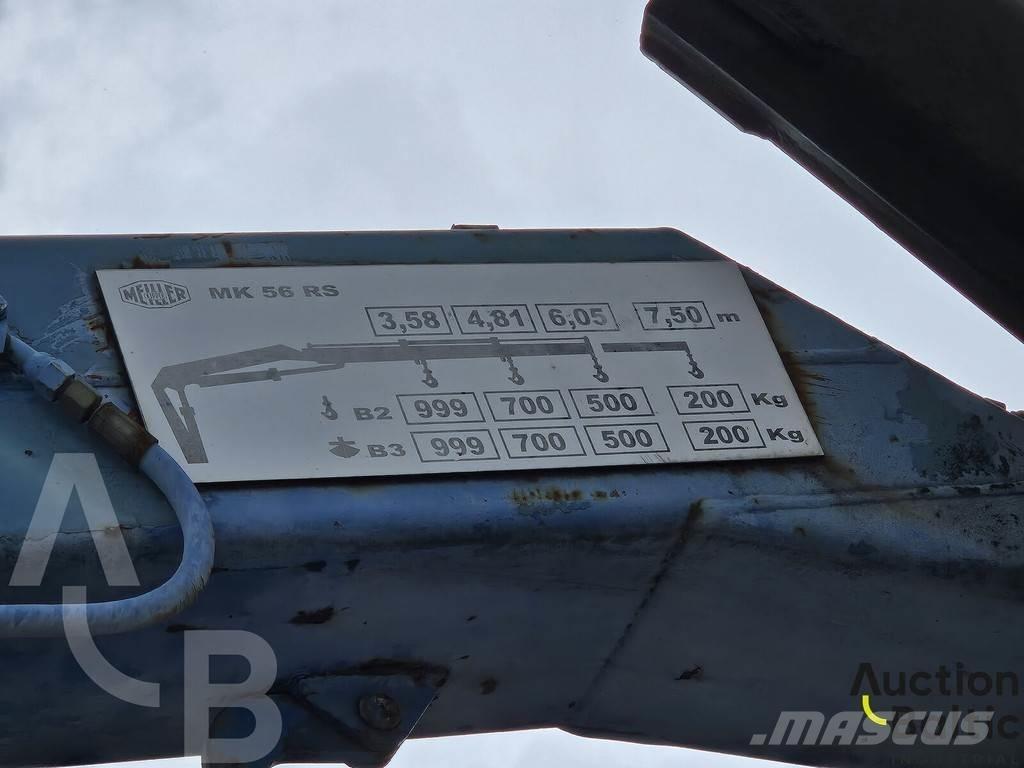 MEILLER MK 56 RS
3,58 4,81 6,05 7,50 m
B2 999 700 500 200 Kg
B3 999 700 500 200 Kg
A
B
Auction
Baltic
MASCUS